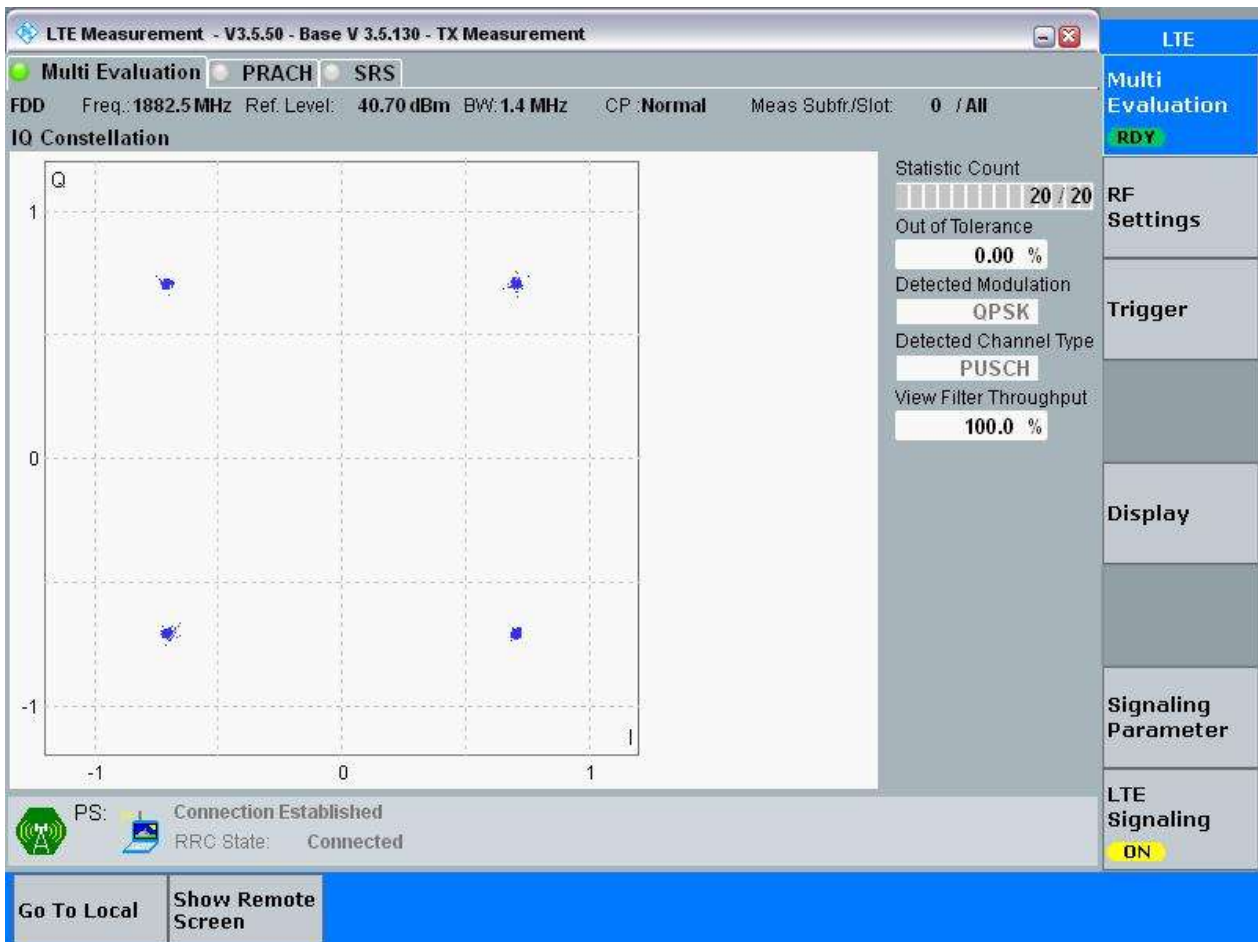 LTE Measurement - V3.5.50 - Base V 3.5.130 - TX Measurement
Multi Evaluation PRACH SRS
FDD Freq.: 1882.5 MHz Ref. Level: 40.70 dBm BW: 1.4 MHz CP : Normal Meas Subfr./Slot: 0 / All
IQ Constellation
Q
1
0
-1
I
-1 0 1
Statistic Count
20 / 20
Out of Tolerance
0.00 %
Detected Modulation
QPSK
Detected Channel Type
PUSCH
View Filter Throughput
100.0 %
PS: Connection Established
RRC State: Connected
LTE
Multi
Evaluation
RDY
RF
Settings
Trigger
Display
Signaling
Parameter
LTE
Signaling
ON
Go To Local
Show Remote
Screen